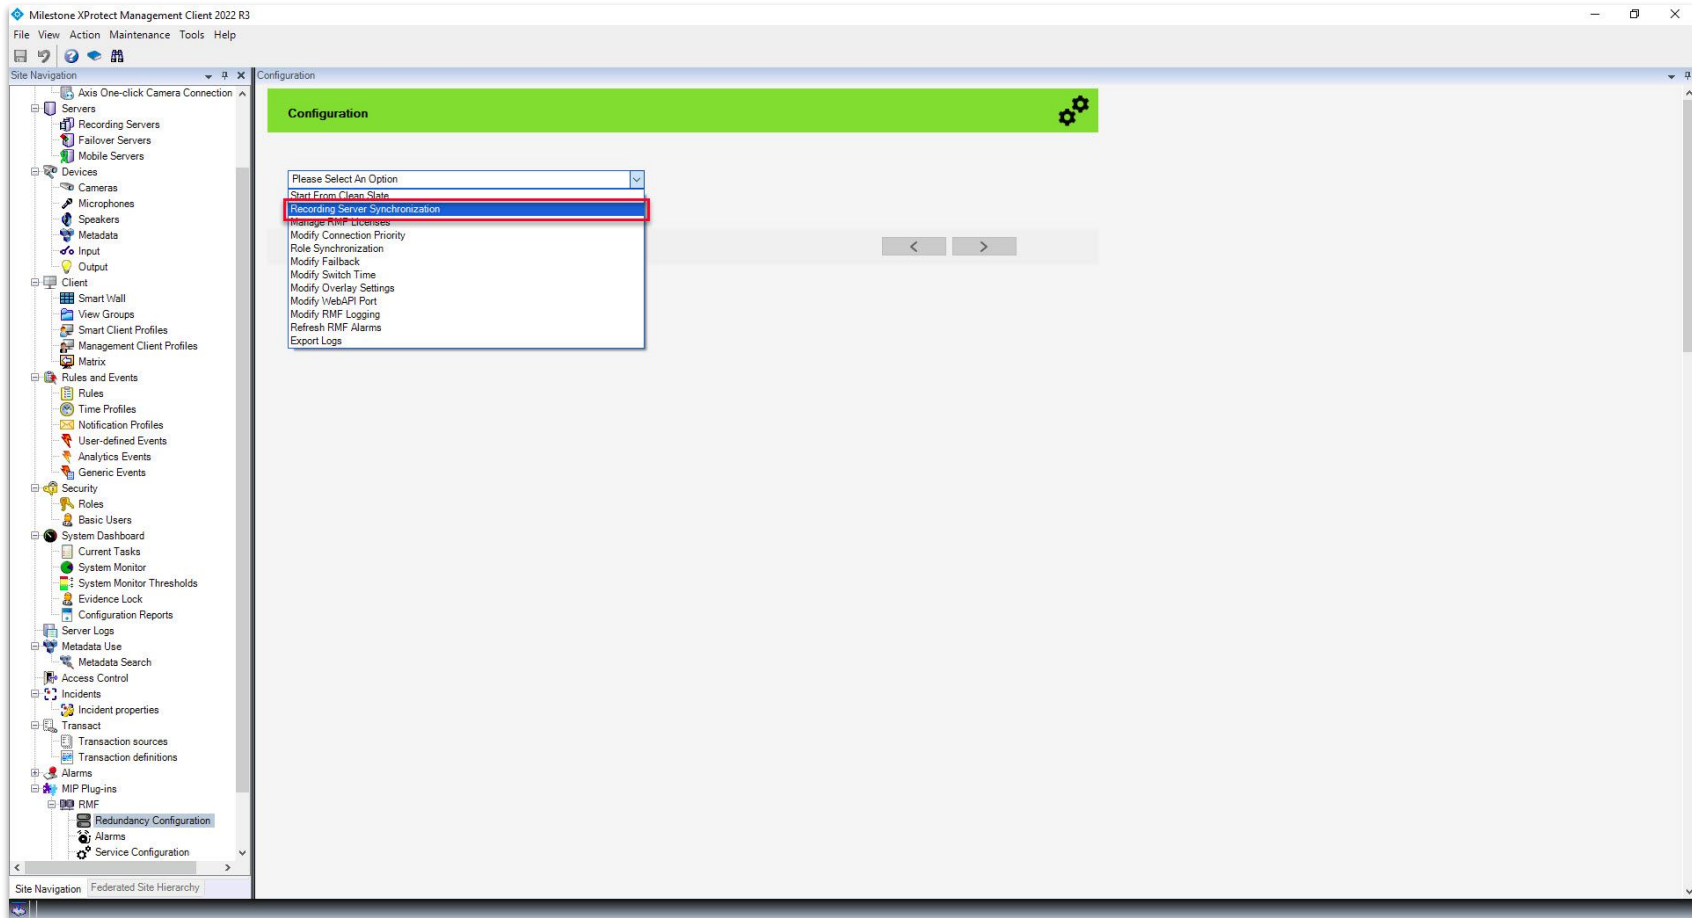 Milestone XProtect Management Client 2022 R3
File View Action Maintenance Tools Help
Site Navigation
Axis One-click Camera Connection
Servers
Recording Servers
Failover Servers
Mobile Servers
Devices
Cameras
Microphones
Speakers
Metadata
Input
Output
Client
Smart Wall
View Groups
Smart Client Profiles
Management Client Profiles
Matrix
Rules and Events
Rules
Time Profiles
Notification Profiles
User-defined Events
Analytics Events
Generic Events
Security
Roles
Basic Users
System Dashboard
Current Tasks
System Monitor
System Monitor Thresholds
Evidence Lock
Configuration Reports
Server Logs
Metadata Use
Metadata Search
Access Control
Incidents
Incident properties
Transact
Transaction sources
Transaction definitions
Alarms
MIP Plug-ins
RMF
Redundancy Configuration
Alarms
Service Configuration
Site Navigation Federated Site Hierarchy
Configuration
Configuration
Please Select An Option
Start From Clean Slate
Recording Server Synchronization
Manage RMF Licenses
Modify Connection Priority
Role Synchronization
Modify Failback
Modify Switch Time
Modify Overlay Settings
Modify WebAPI Port
Modify RMF Logging
Refresh RMF Alarms
Export Logs